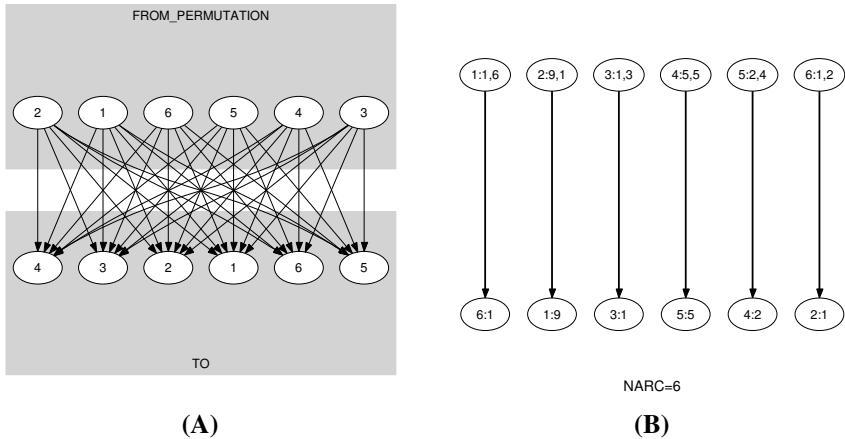 FROM_PERMUTATION
2 1 6 5 4 3
4 3 2 1 6 5
TO
(A)
1:1,6 2:9,1 3:1,3 4:5,5 5:2,4 6:1,2
6:1 1:9 3:1 5:5 4:2 2:1
NARC=6
(B)